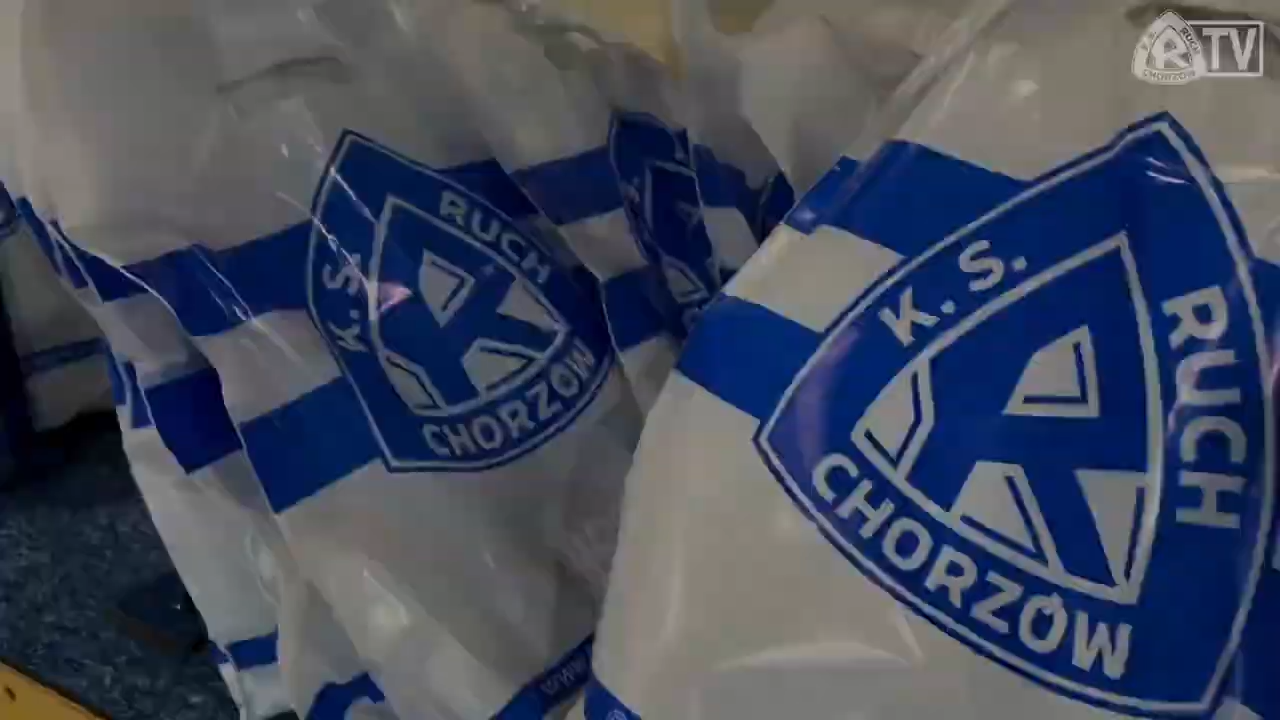 K.S. RUCH CHORZÓW
R TV
K.S.
RUCH
CHORZÓW
K. S.
RUCH
CHORZÓW